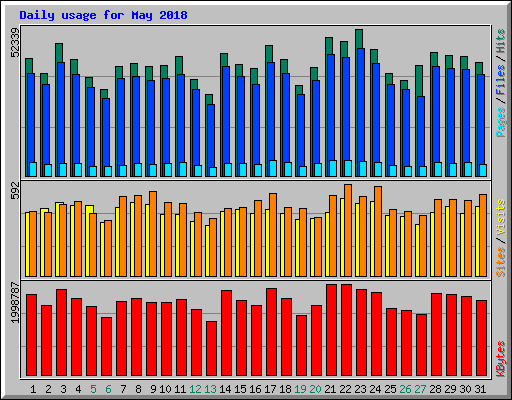 Daily usage for May 2018
52339
Pages / Files / Hits
592
Sites / Visits
1998787
KBytes
1 2 3 4 5 6 7 8 9 10 11 12 13 14 15 16 17 18 19 20 21 22 23 24 25 26 27 28 29 30 31